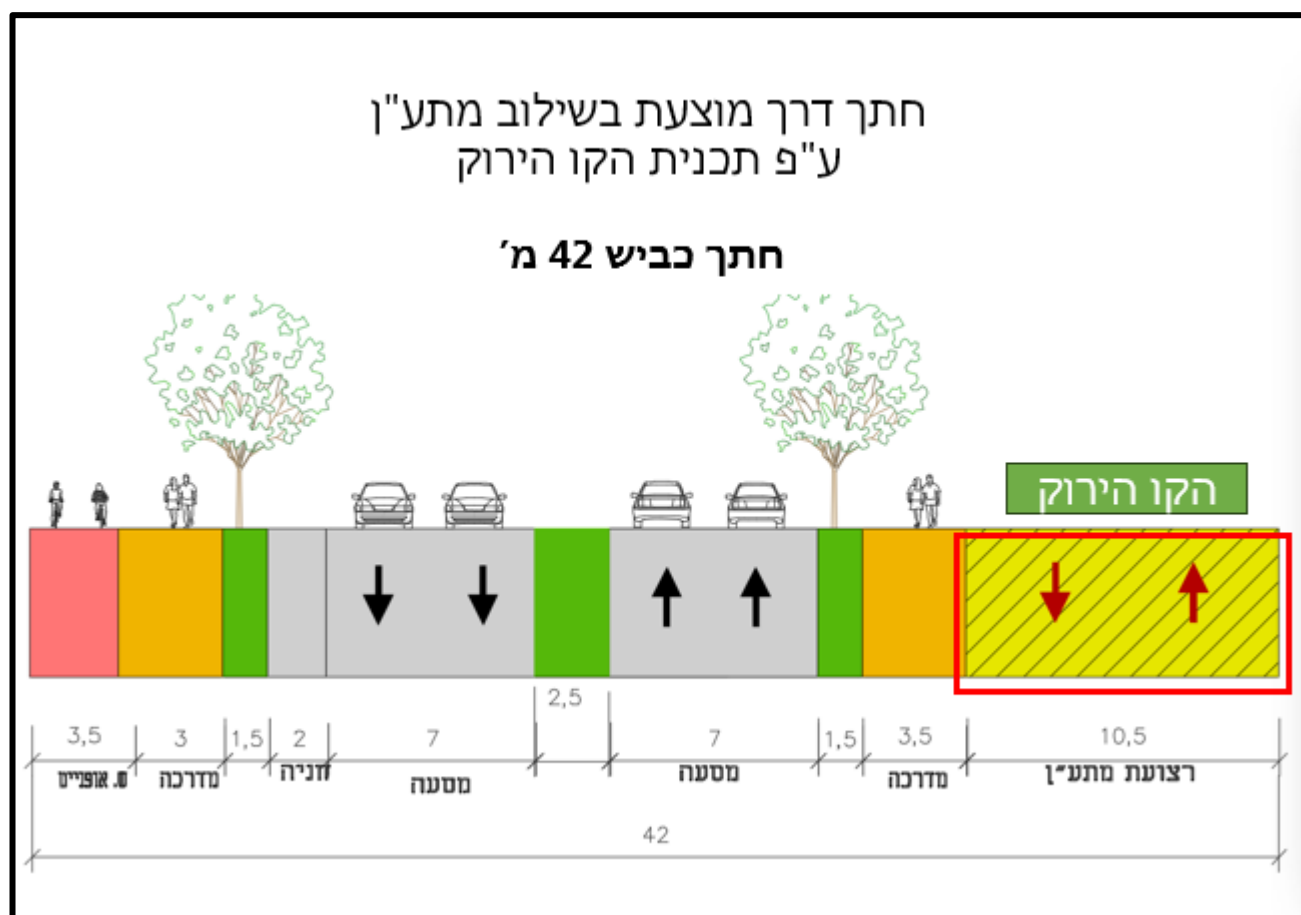 חתך דרך מוצעת בשילוב מתע"ן
ע"פ תכנית הקו הירוק
חתך כביש 42 מ׳
הקו הירוק
2,5
3,5 3 1,5 2 7 7 1,5 3,5 10,5
ס. אופניים מדרכה חניה מסעה מסעה מדרכה רצועת מתע"ן
42